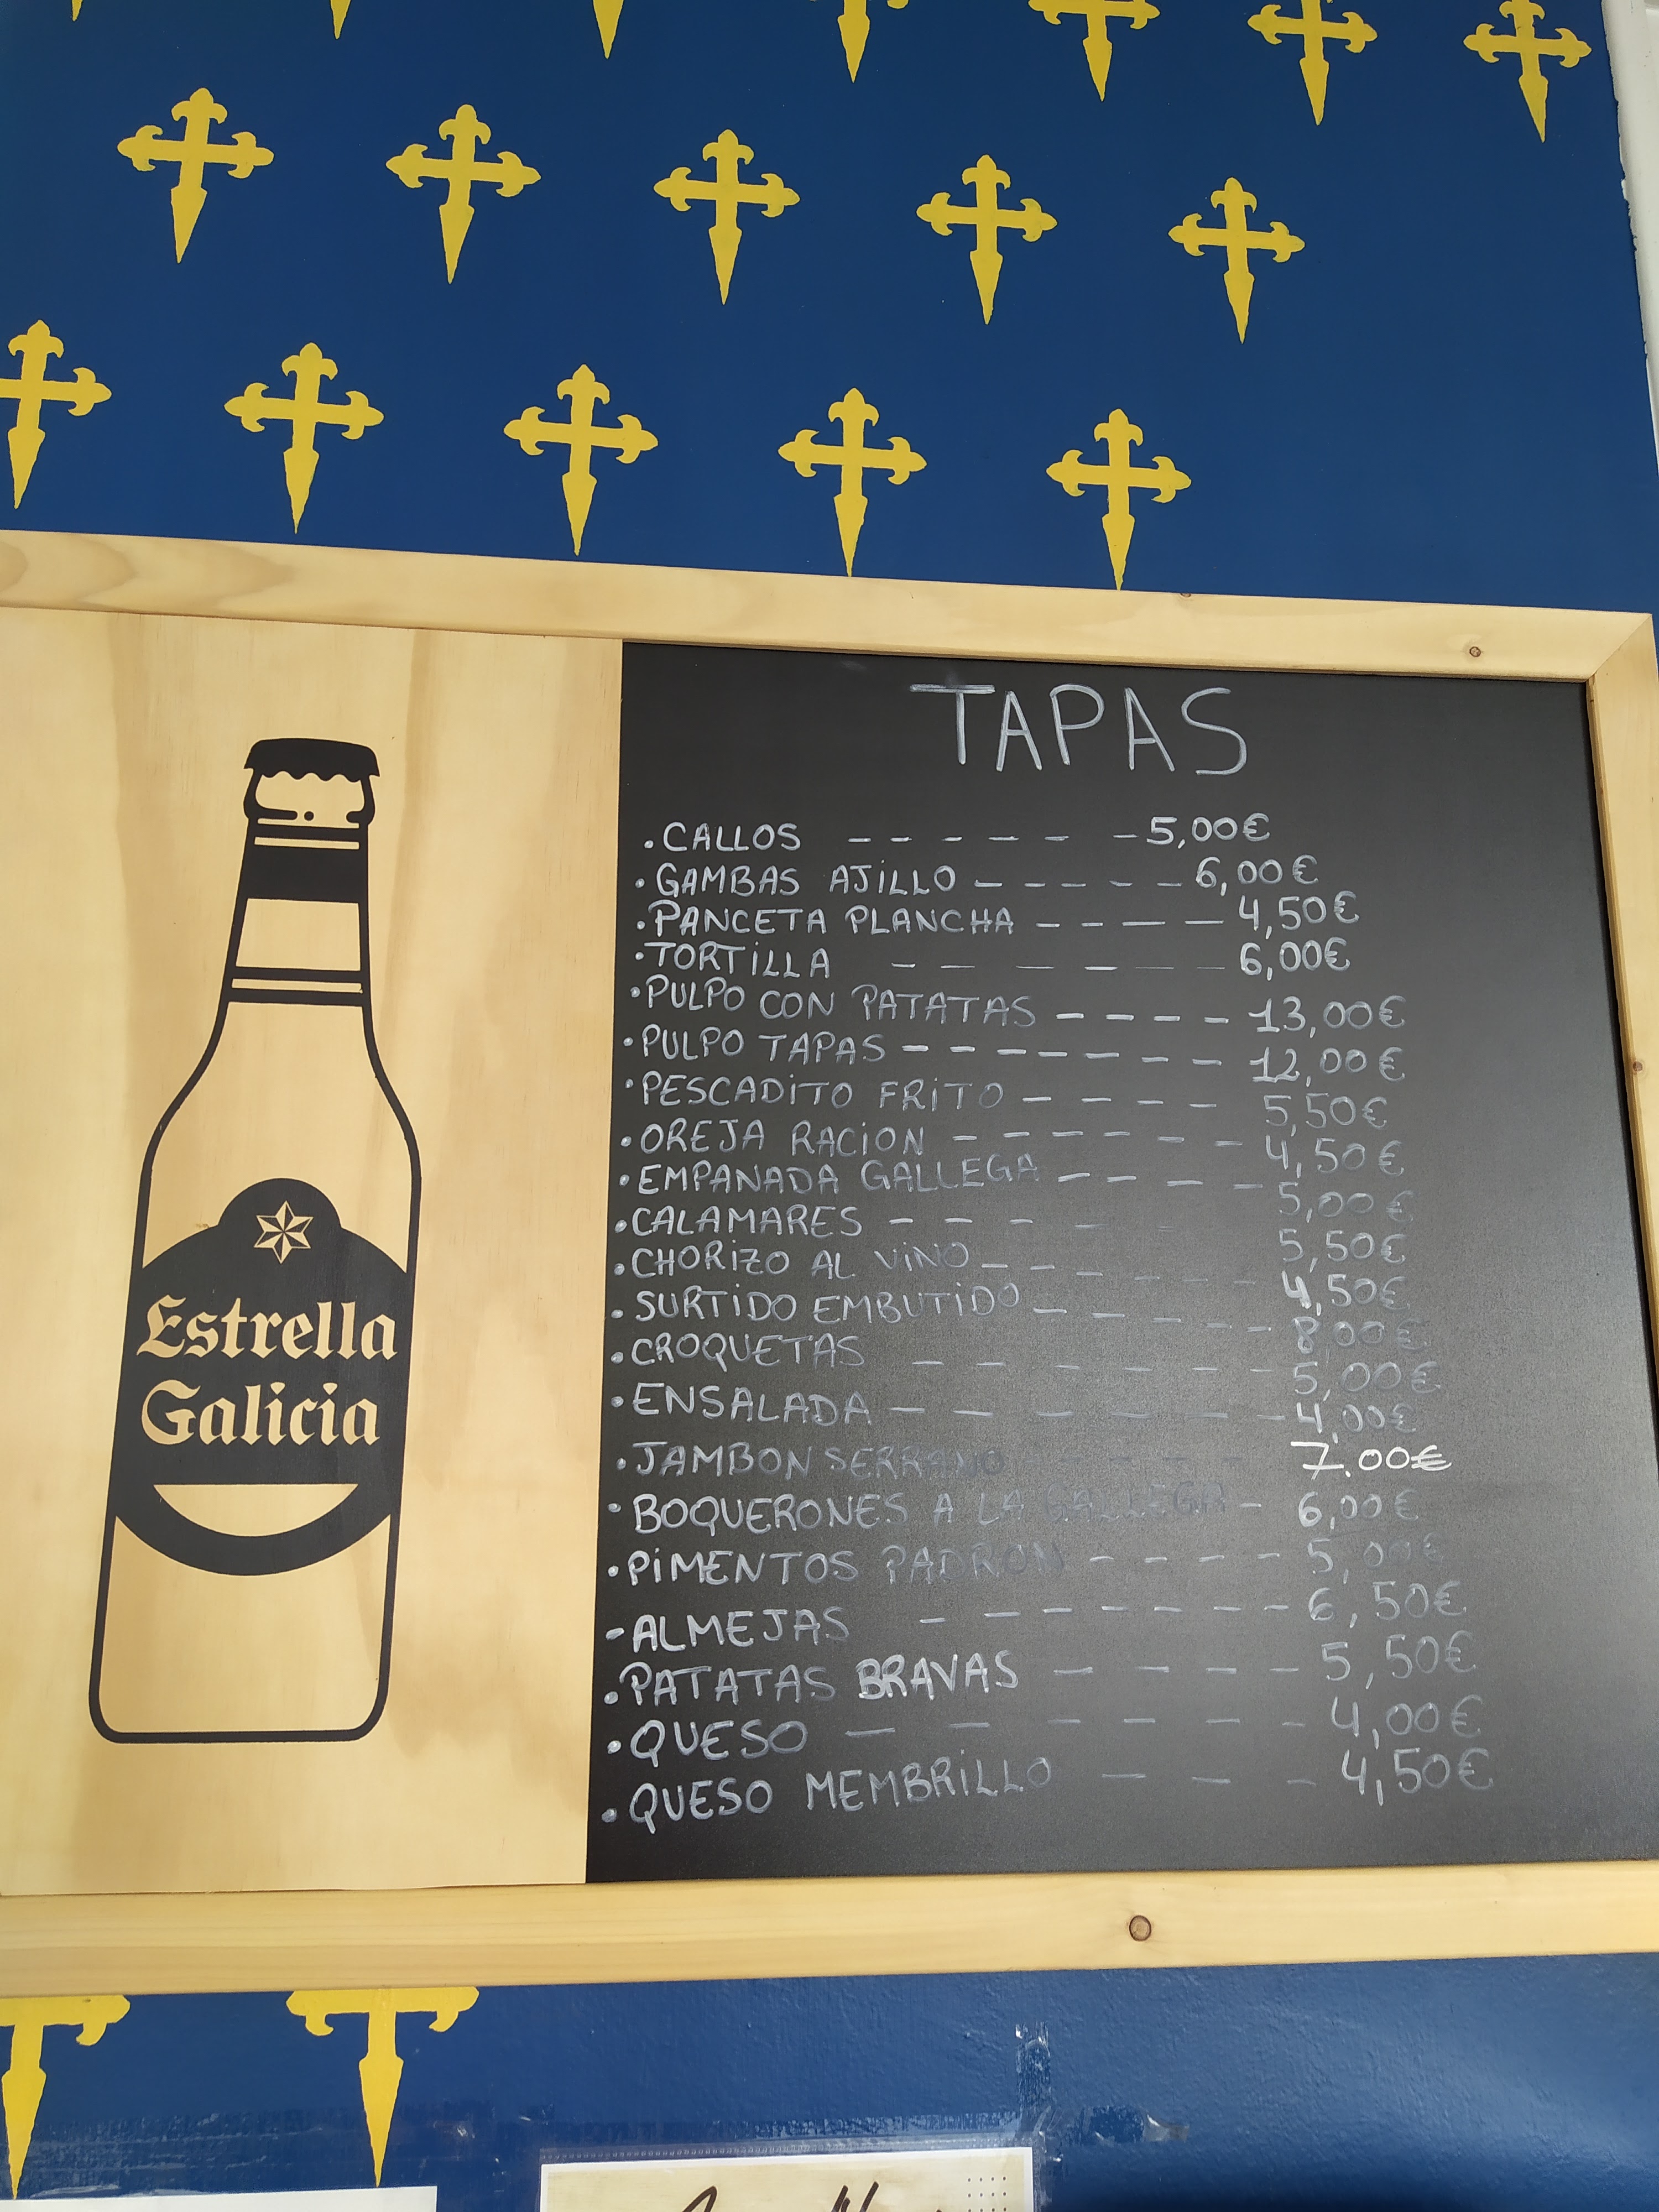 TAPAS
.CALLOS - - - - - -5,00€
.GAMBAS AJiLLO - - - - - 6,00€
.PANCETA PLANCHA - - - - 4,50€
.TORTiLLA - - - - - - 6,00€
.PULPO CON PATATAS - - - - 13,00€
.PULPO TAPAS - - - - - - - 12,00€
.PESCADiTO FRiTO - - - - 5,50€
.OREJA RACiON - - - - - - - 4,50€
.EMPANADA GALLEGA - - - - - 5,00€
.CALAMARES - - - - - - 5,50€
.CHORiZO AL ViNO - - - - - - 4,50€
.SURTiDO EMBUTiDO - - - - - - 8,00€
.CROQUETAS - - - - - - 5,00€
.ENSALADA - - - - - - -4,00€
.JAMBON SERRANO - - - 7.00€
.BOQUERONES A LA GALLEGA - 6,00€
.PiMENTOS PADRON - - - - 5,00€
-ALMEJAS - - - - - - - 6,50€
.PATATAS BRAVAS - - - - 5,50€
.QUESO - - - - - - 4,00€
.QUESO MEMBRiLLO - - - 4,50€
Estrella
Galicia